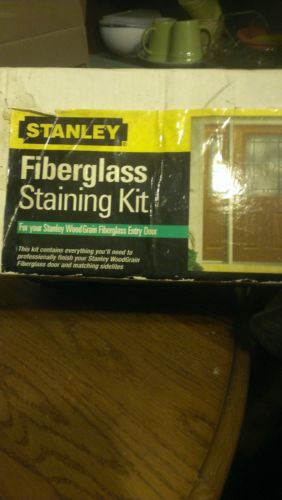 STANLEY
Fiberglass
Staining Kit
For your Stanley WoodGrain Fiberglass Entry Door
This kit contains everything you'll need to
professionally finish your Stanley WoodGrain
Fiberglass door and matching sidelites